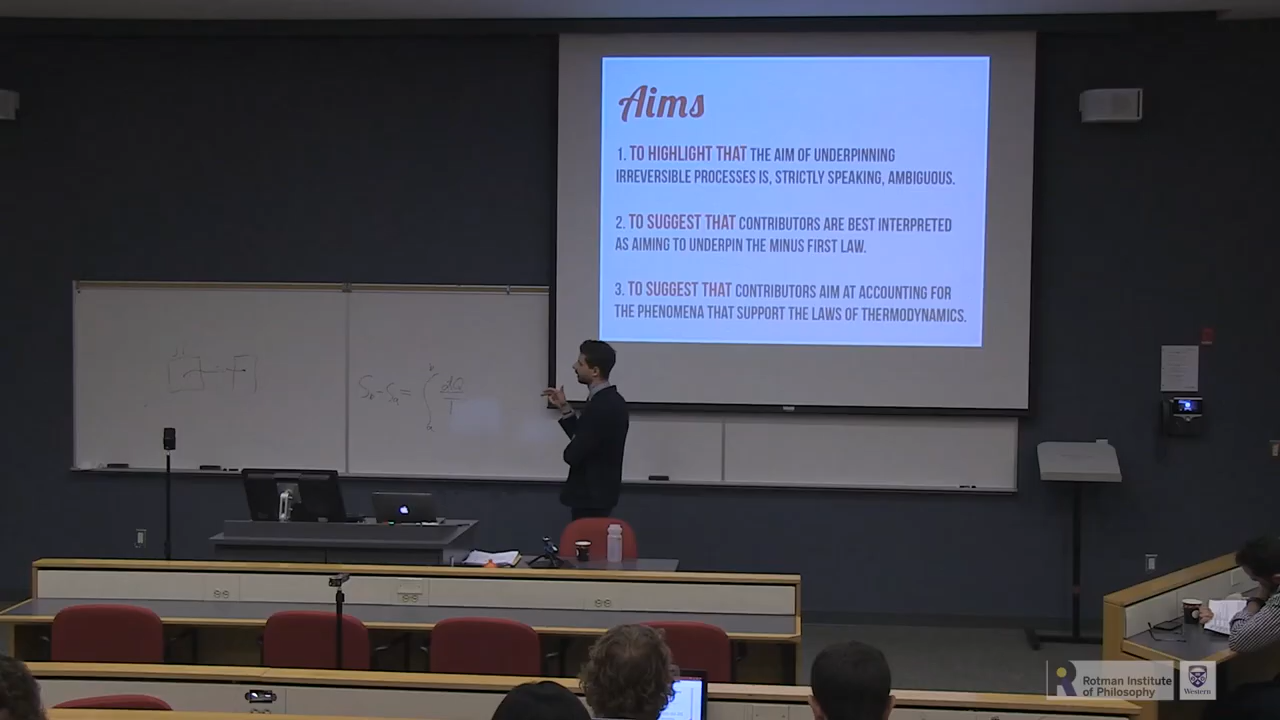 Aims
1. TO HIGHLIGHT THAT THE AIM OF UNDERPINNING
IRREVERSIBLE PROCESSES IS, STRICTLY SPEAKING, AMBIGUOUS.
2. TO SUGGEST THAT CONTRIBUTORS ARE BEST INTERPRETED
AS AIMING TO UNDERPIN THE MINUS FIRST LAW.
3. TO SUGGEST THAT CONTRIBUTORS AIM AT ACCOUNTING FOR
THE PHENOMENA THAT SUPPORT THE LAWS OF THERMODYNAMICS.
Rotman Institute
of Philosophy
Western